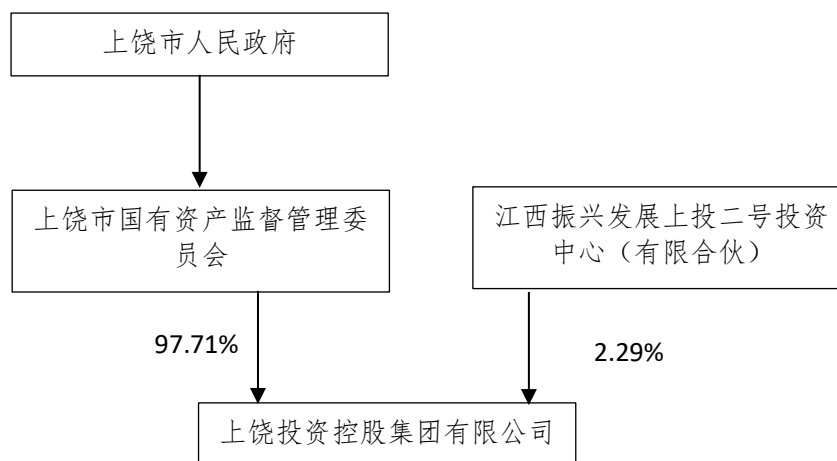 上饶市人民政府
上饶市国有资产监督管理委
员会
江西振兴发展上投二号投资
中心（有限合伙）
97.71%
2.29%
上饶投资控股集团有限公司